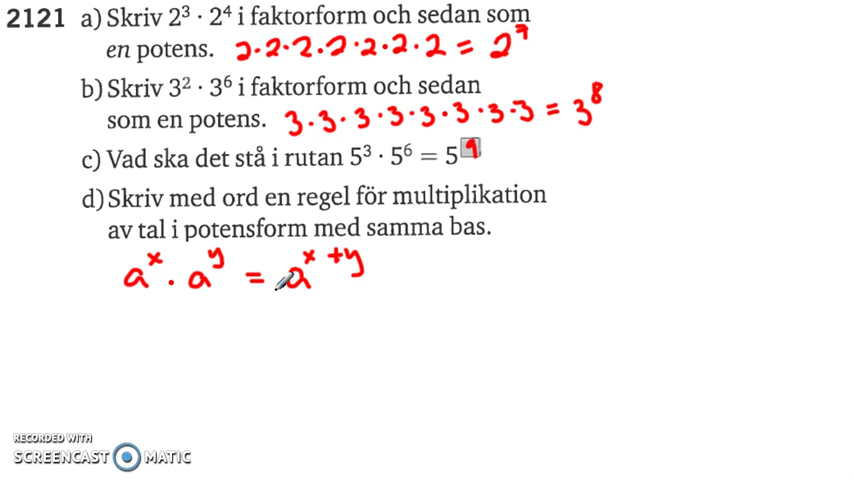 2121 a) Skriv 2³ · 2⁴ i faktorform och sedan som
en potens. 2·2·2·2·2·2·2 = 2⁷
b) Skriv 3² · 3⁶ i faktorform och sedan
som en potens. 3·3·3·3·3·3·3·3 = 3⁸
c) Vad ska det stå i rutan 5³ · 5⁶ = 5⁹
d) Skriv med ord en regel för multiplikation
av tal i potensform med samma bas.
aˣ · aʸ = aˣ⁺ʸ
RECORDED WITH
SCREENCAST MATIC